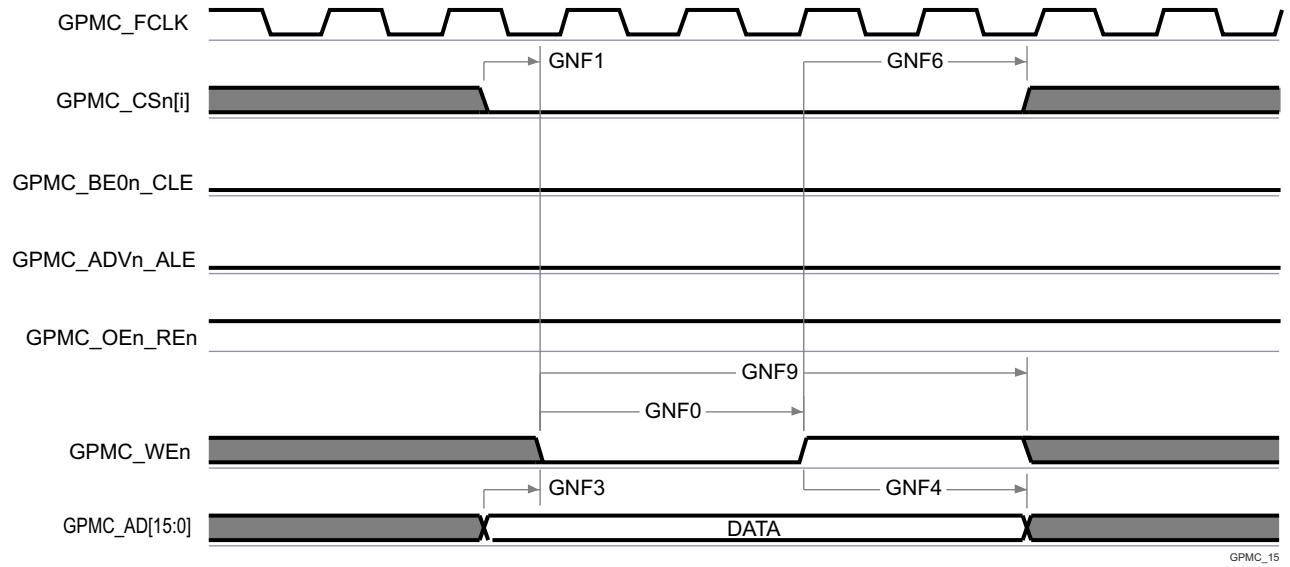 GPMC_FCLK
GNF1
GNF6
GPMC_CSn[i]
GPMC_BE0n_CLE
GPMC_ADVn_ALE
GPMC_OEn_REn
GNF9
GNF0
GPMC_WEn
GNF3
GNF4
GPMC_AD[15:0]
DATA
GPMC_15